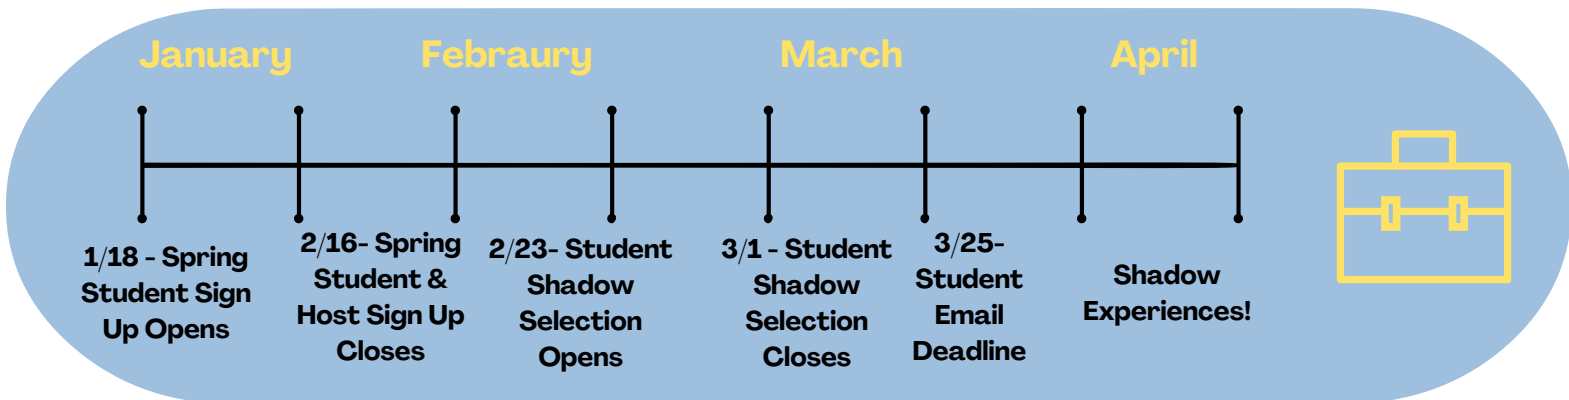 January
Febraury
March
April
1/18 - Spring
Student Sign
Up Opens
2/16- Spring
Student &
Host Sign Up
Closes
2/23- Student
Shadow
Selection
Opens
3/1 - Student
Shadow
Selection
Closes
3/25-
Student
Email
Deadline
Shadow
Experiences!